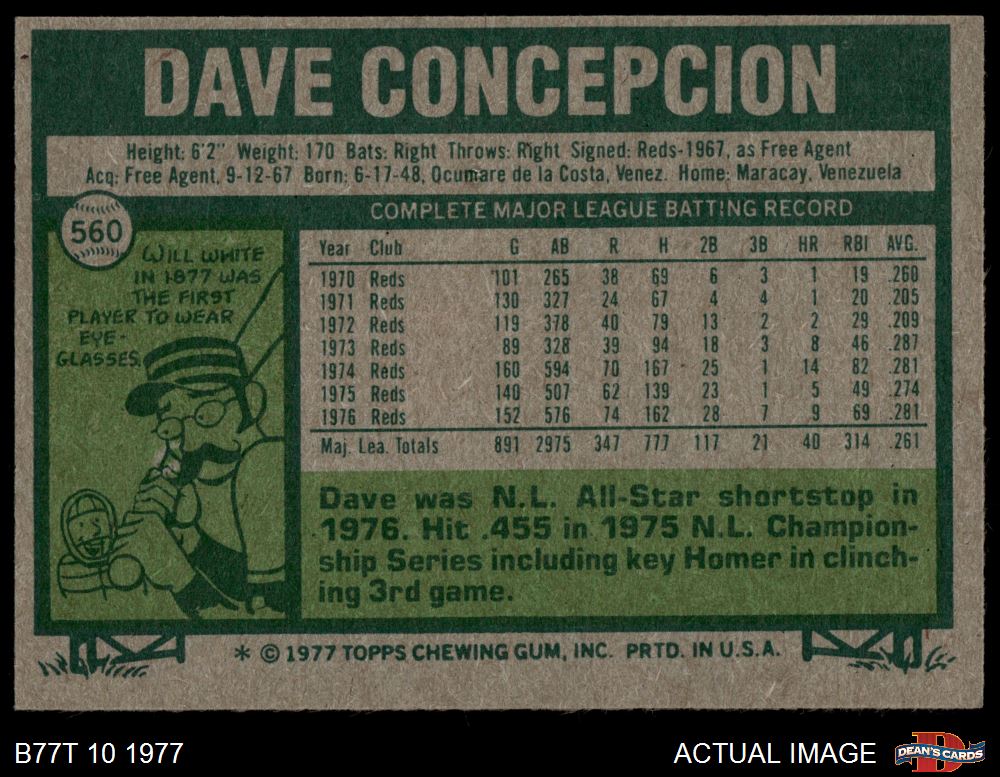 DAVE CONCEPCION
Height: 6'2" Weight: 170 Bats: Right Throws: Right Signed: Reds-1967, as Free Agent
Acq: Free Agent, 9-12-67 Born: 6-17-48, Ocumare de la Costa, Venez. Home: Maracay, Venezuela
560
WILL WHITE
IN 1877 WAS
THE FIRST
PLAYER TO WEAR
EYE-
GLASSES.
COMPLETE MAJOR LEAGUE BATTING RECORD
Year Club G AB R H 2B 3B HR RBI AVG.
1970 Reds 101 265 38 69 6 3 1 19 .260
1971 Reds 130 327 24 67 4 4 1 20 .205
1972 Reds 119 378 40 79 13 2 2 29 .209
1973 Reds 89 328 39 94 18 3 8 46 .287
1974 Reds 160 594 70 167 25 1 14 82 .281
1975 Reds 140 507 62 139 23 1 5 49 .274
1976 Reds 152 576 74 162 28 7 9 69 .281
Maj. Lea. Totals 891 2975 347 777 117 21 40 314 .261
Dave was N.L. All-Star shortstop in
1976. Hit .455 in 1975 N.L. Champion-
ship Series including key Homer in clinch-
ing 3rd game.
* © 1977 TOPPS CHEWING GUM, INC. PRTD. IN U.S.A.
B77T 10 1977
ACTUAL IMAGE
D
DEAN'S CARDS